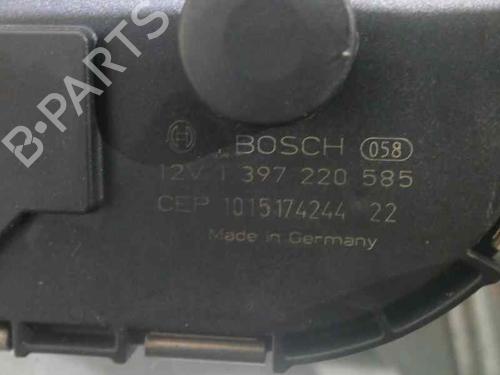 B-PARTS
BOSCH 058
12V 1 397 220 585
CEP 1015174244 22
Made in Germany